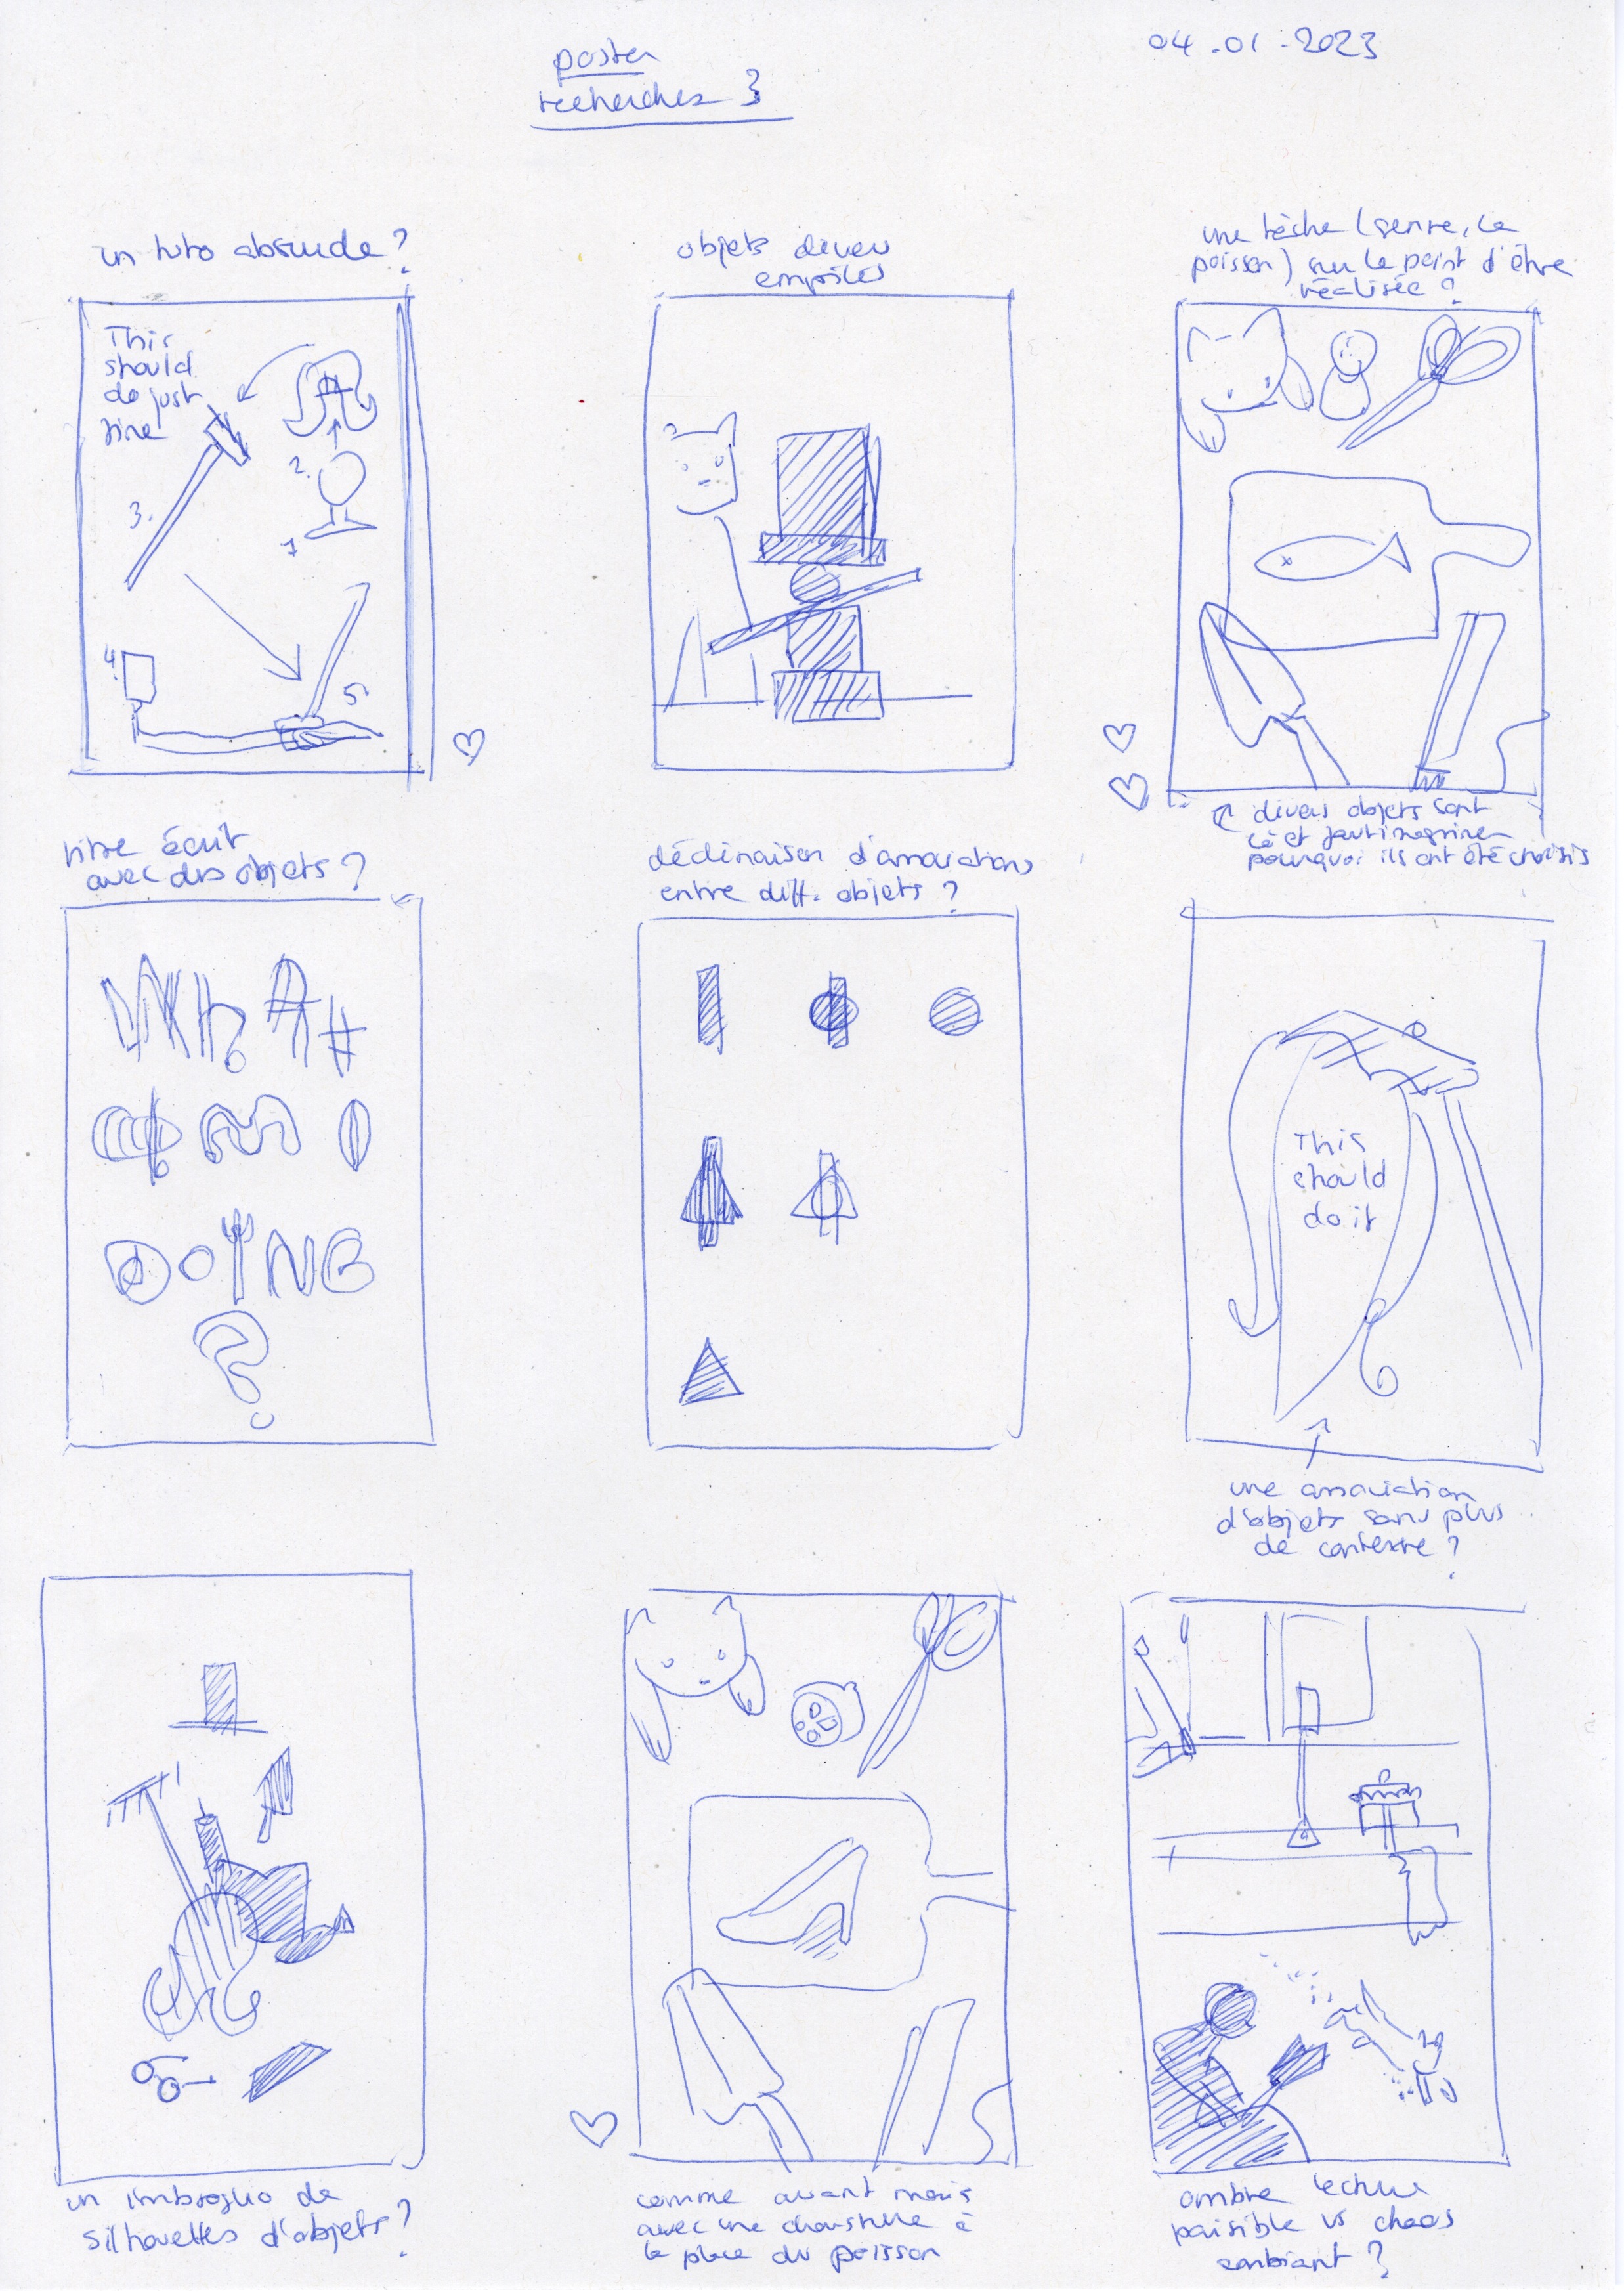 poster
recherches 3
04.01.2023
un tuto absurde ?
This
should
do just
fine
1
2.
3.
4.
5
objets divers
empilés
une tâche (genre, le
poisson) sur le point d'être
réalisée ?
divers objets sont
là et faut imaginer
pourquoi ils ont été choisis
titre écrit
avec des objets ?
WhAt
am I
DOING
?
déclinaison d'associations
entre diff. objets ?
This
should
do it
une association
d'objets sans plus
de contexte ?
un imbroglio de
silhouettes d'objets ?
comme avant mais
avec une chaussure à
la place du poisson
ombre lecture
paisible vs chaos
ambiant ?